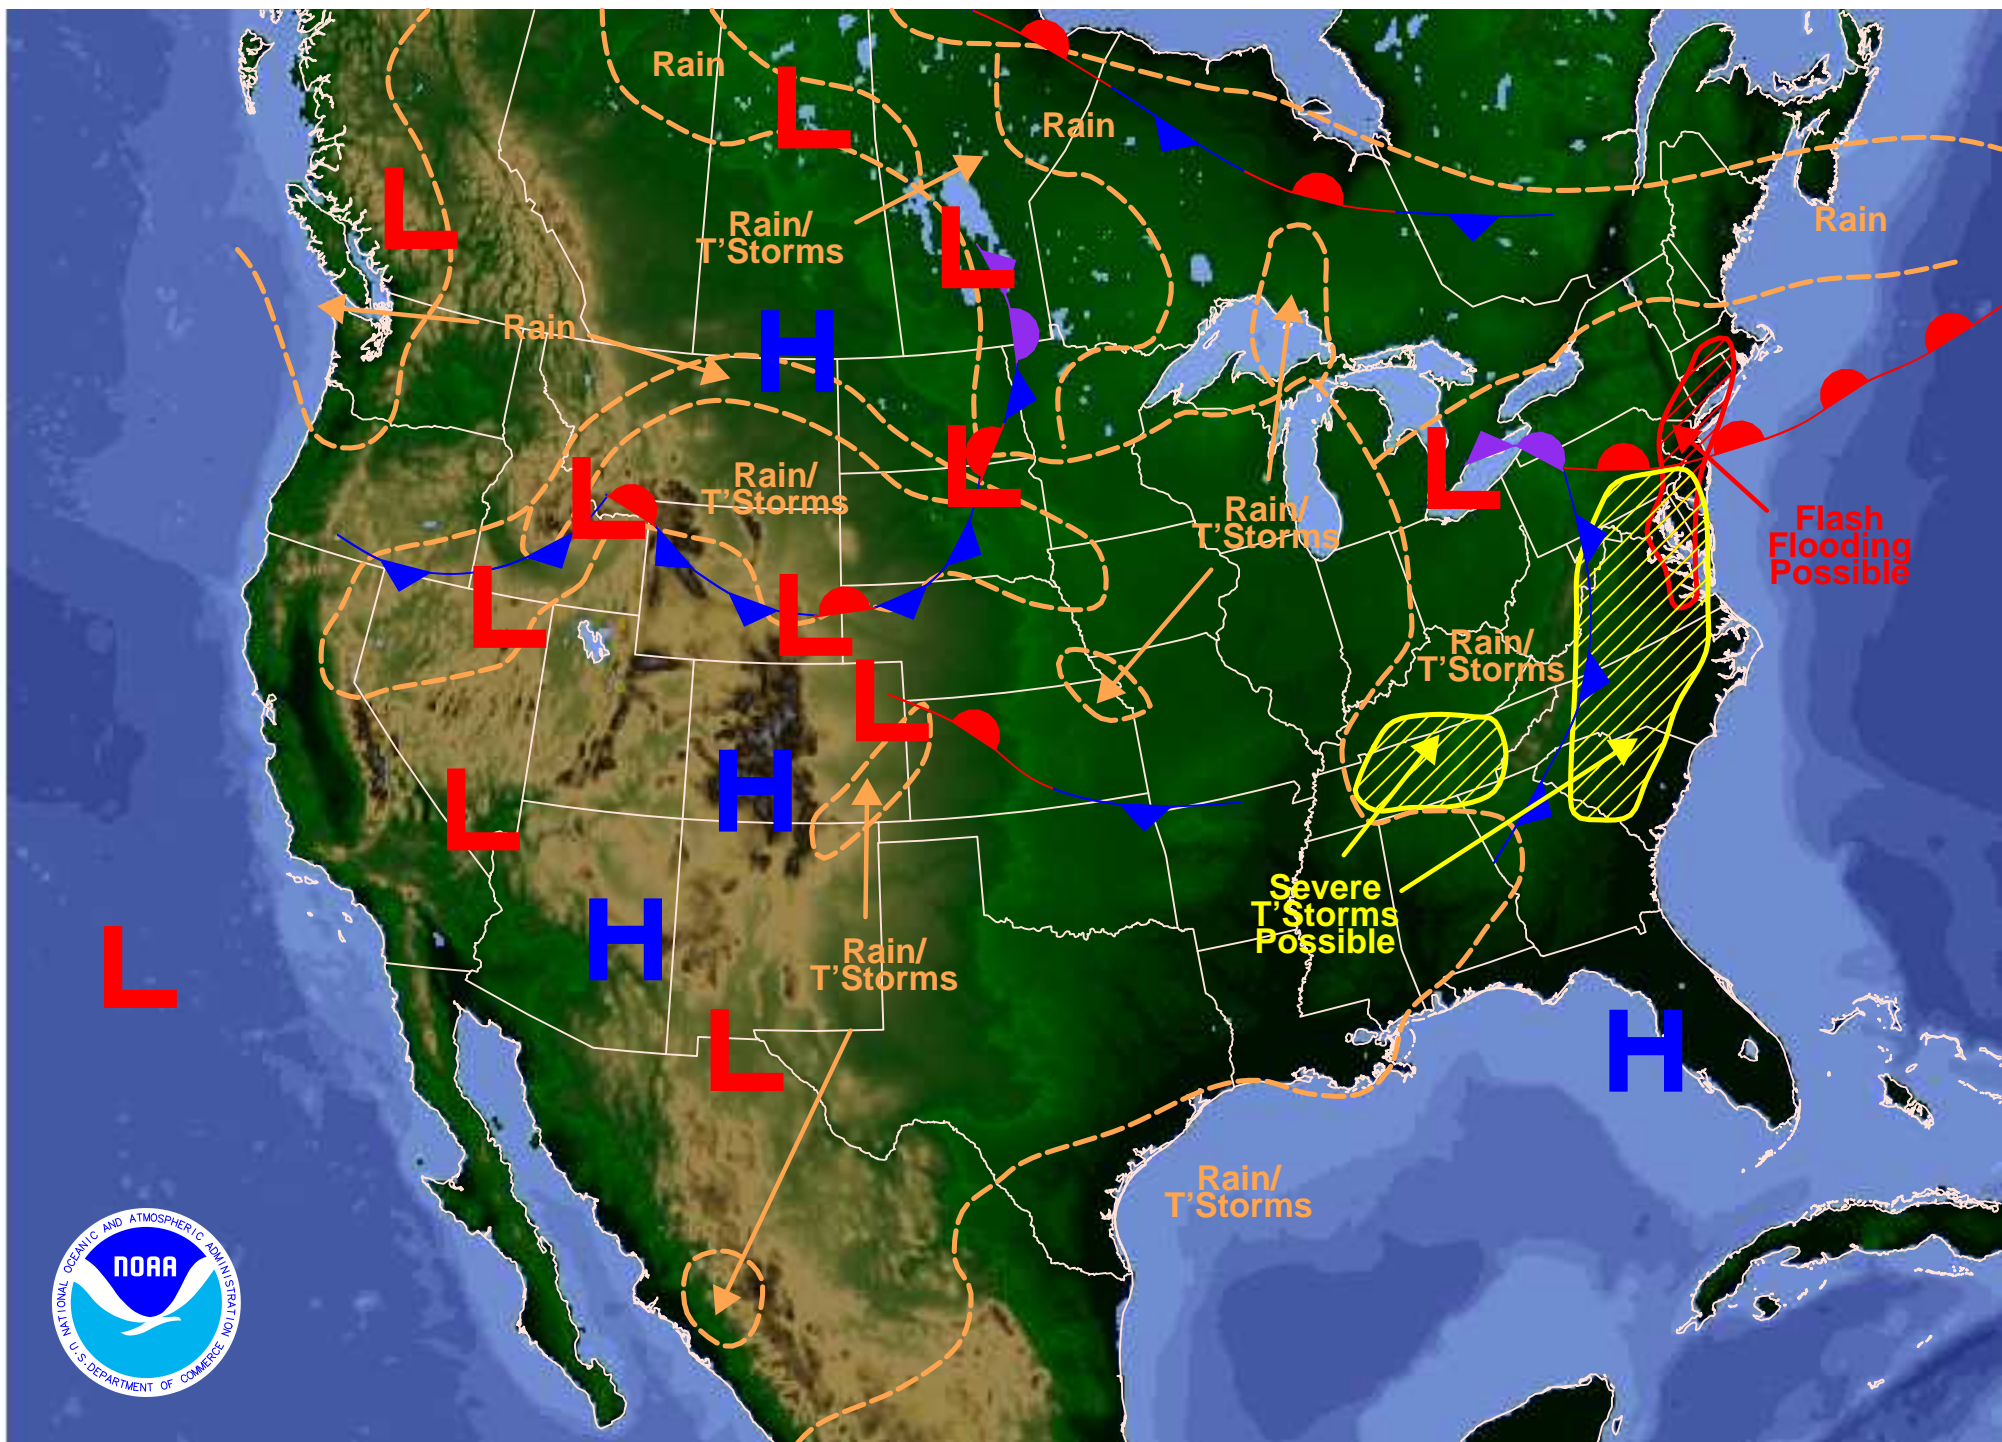 Rain
L
Rain
L
Rain/
T'Storms
L
Rain
L
Rain
H
L
Rain/
T'Storms
L
L
Rain/
T'Storms
Flash
Flooding
Possible
L
L
Rain/
T'Storms
L
H
L
Severe
T'Storms
Possible
H
L
Rain/
T'Storms
L
H
Rain/
T'Storms
NATIONAL OCEANIC AND ATMOSPHERIC ADMINISTRATION
NOAA
U.S. DEPARTMENT OF COMMERCE